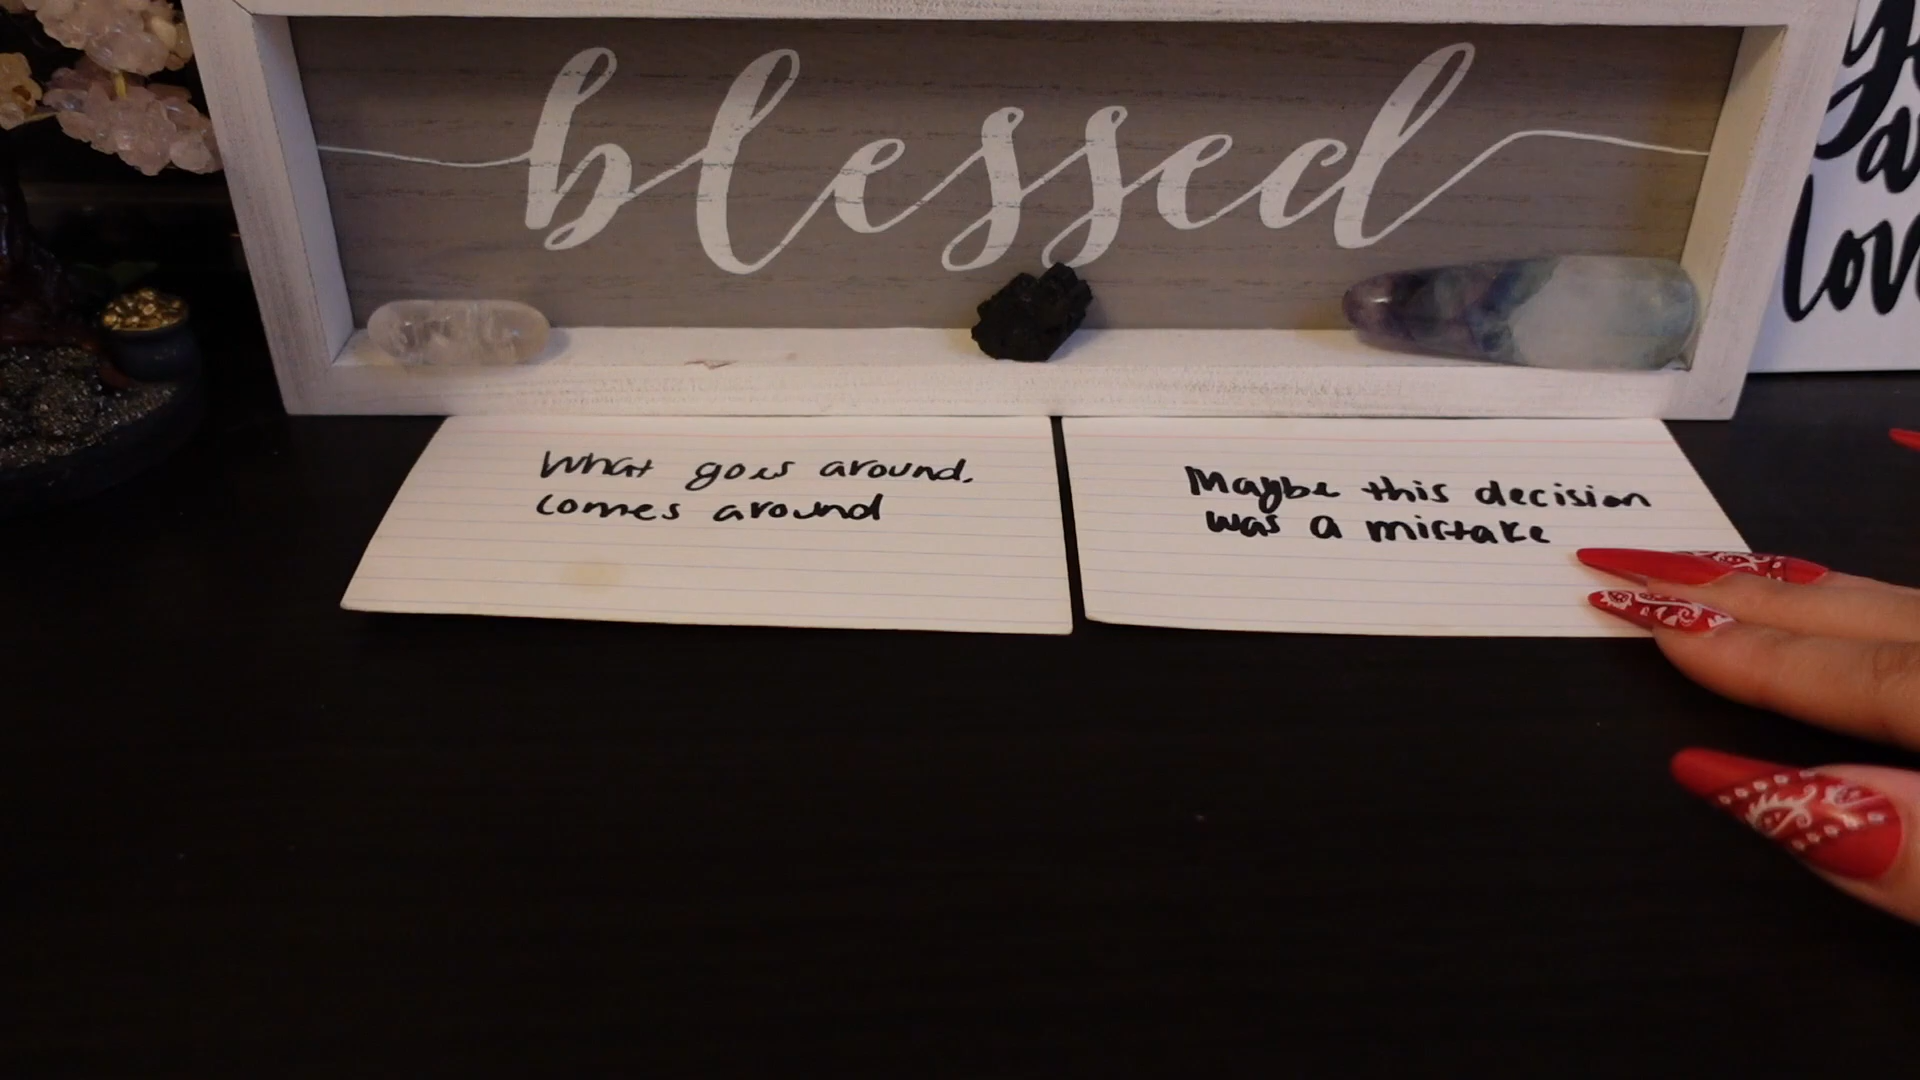 blessed
What goes around.
comes around
Maybe this decision
was a mistake